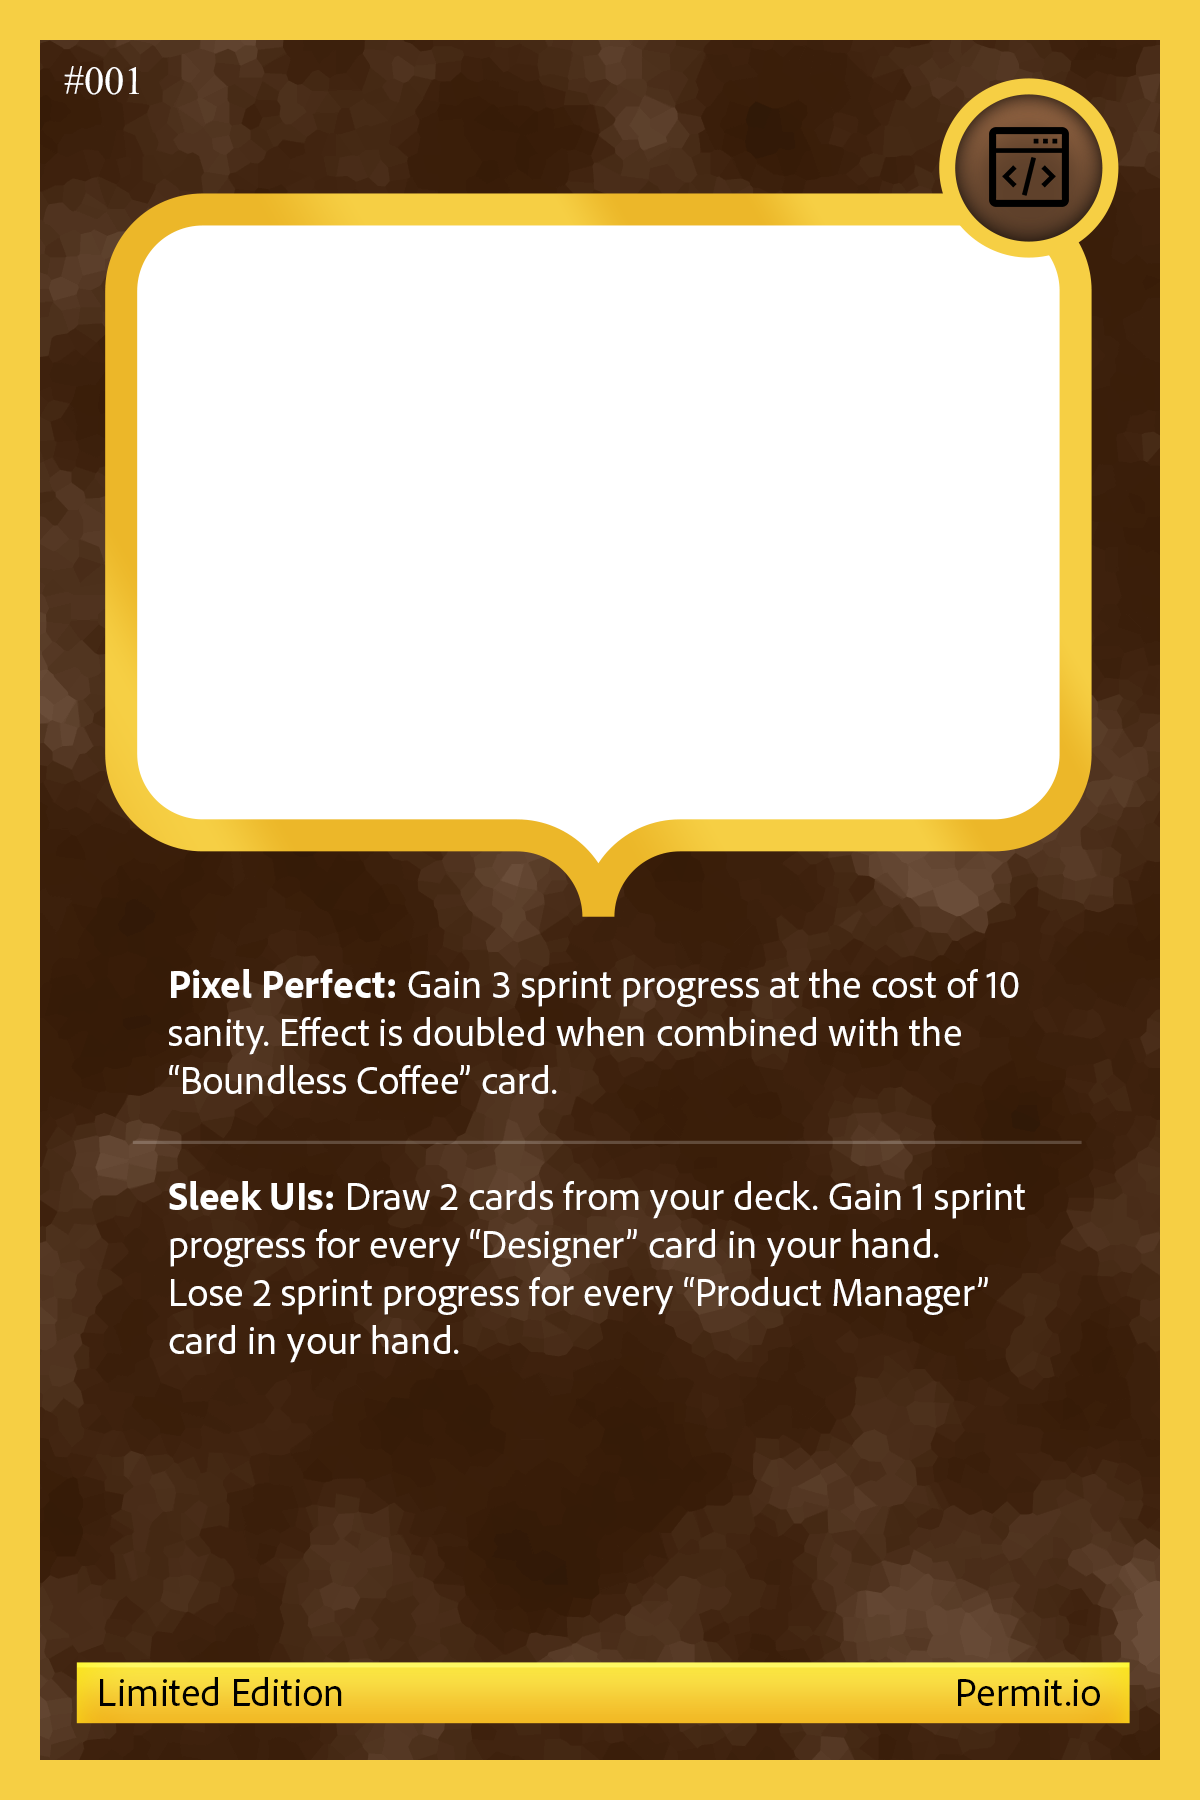 #001
</>
Pixel Perfect: Gain 3 sprint progress at the cost of 10
sanity. Effect is doubled when combined with the
“Boundless Coffee” card.
Sleek UIs: Draw 2 cards from your deck. Gain 1 sprint
progress for every “Designer” card in your hand.
Lose 2 sprint progress for every “Product Manager”
card in your hand.
Limited Edition
Permit.io